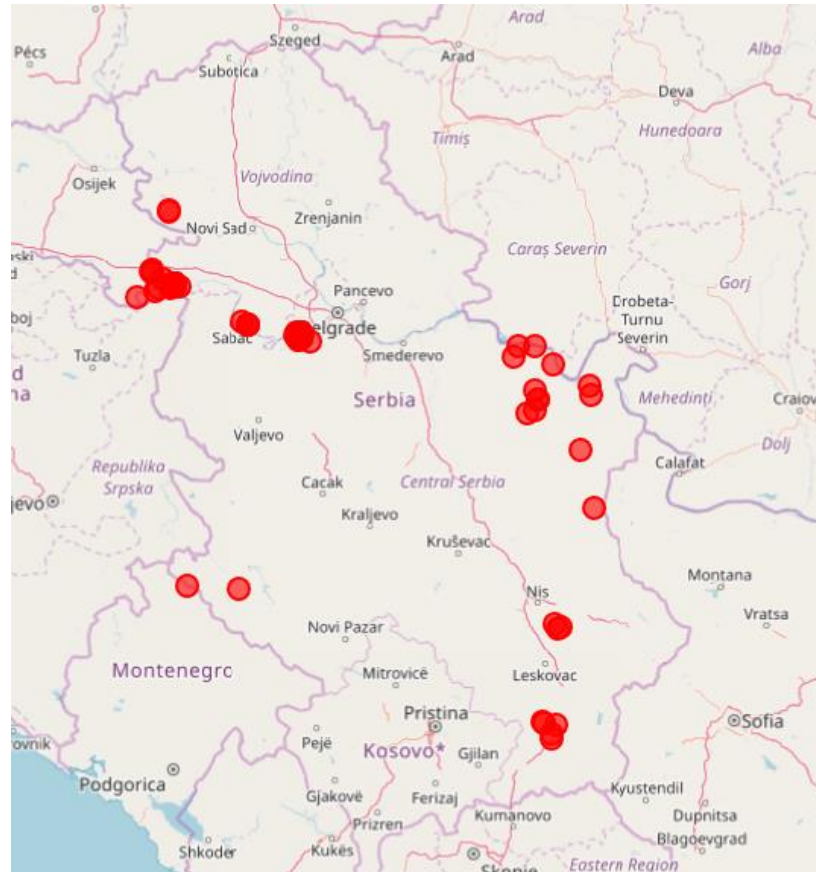 Arad
Szeged
Pécs
Arad
Alba
Subotica
Deva
Timiș
Hunedoara
Osijek
Vojvodina
Zrenjanin
Novi Sad
Caraș Severin
Gorj
Pancevo
Drobeta-
Turnu
Severin
elgrade
Sabac
Smederevo
Tuzla
Serbia
Mehedinți
Craiov
Valjevo
Dolj
Calafat
Republika
Srpska
Cacak
Central Serbia
Kraljevo
Kruševac
Montana
Nis
Vratsa
Novi Pazar
Leskovac
Mitrovicë
Montenegro
Pristina
Sofia
Pejë
Kosovo*
Gjilan
Podgorica
Gjakovë
Ferizaj
Kyustendil
Kumanovo
Dupnitsa
Prizren
Blagoevgrad
Shkoder
Kukës
Skopje
Eastern Region